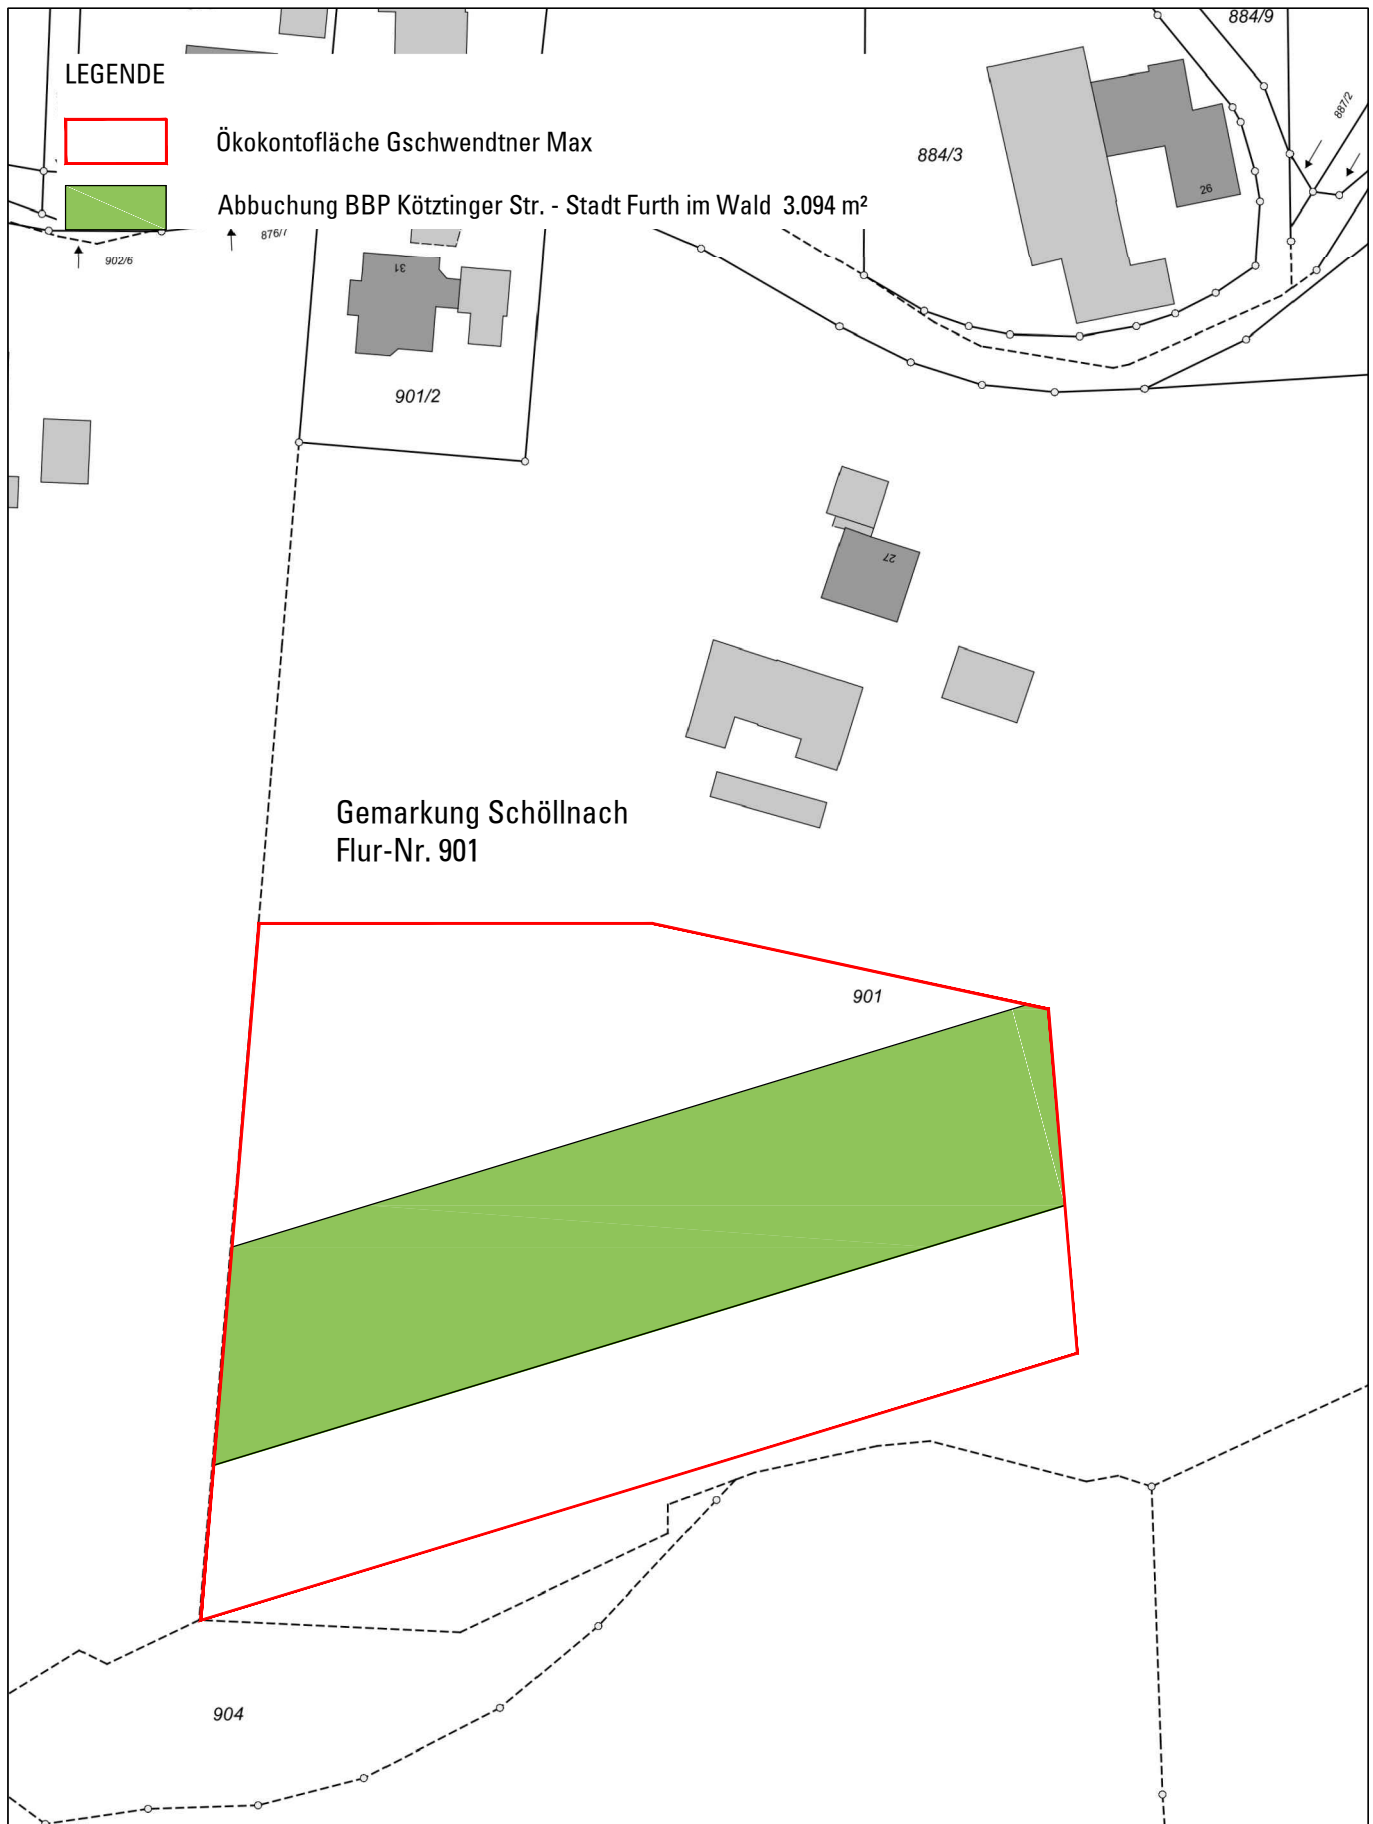 884/9
LEGENDE
887/2
Ökokontofläche Gschwendtner Max
884/3
26
Abbuchung BBP Kötztinger Str. - Stadt Furth im Wald 3.094 m²
876/7
902/6
31
901/2
27
Gemarkung Schöllnach
Flur-Nr. 901
901
904